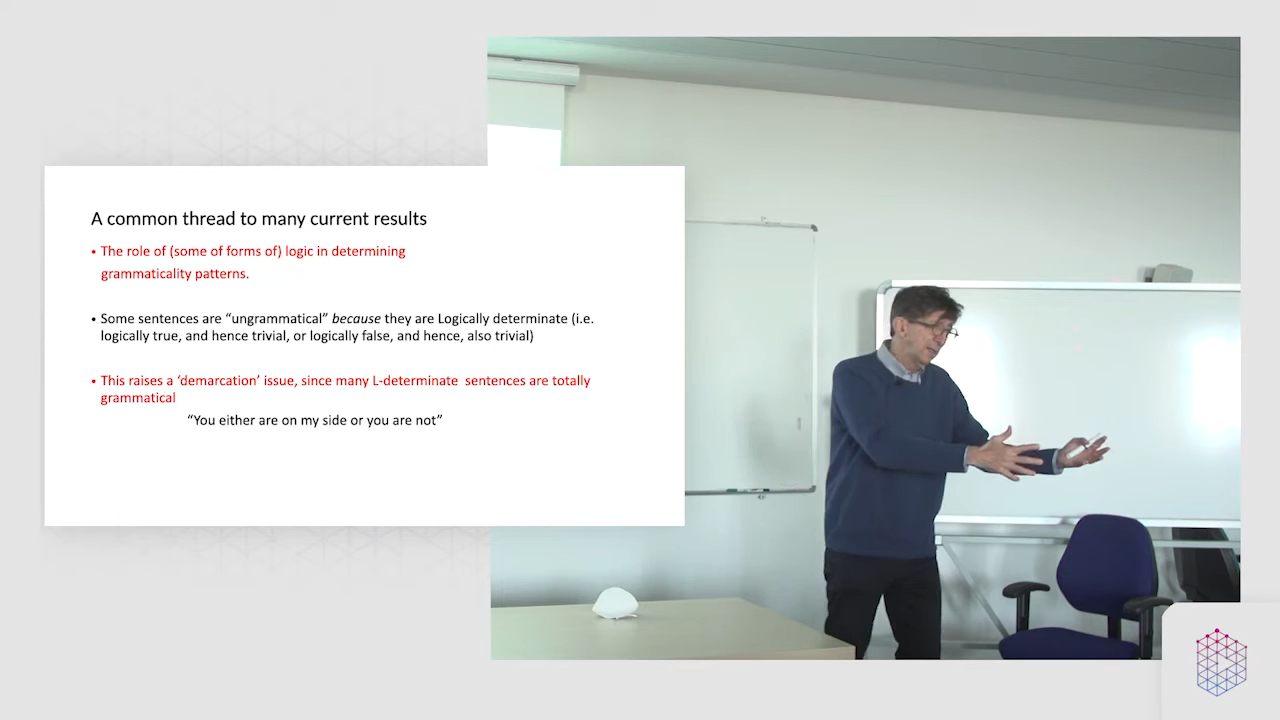 A common thread to many current results
• The role of (some of forms of) logic in determining
grammaticality patterns.
• Some sentences are “ungrammatical” because they are Logically determinate (i.e.
logically true, and hence trivial, or logically false, and hence, also trivial)
• This raises a ‘demarcation’ issue, since many L-determinate sentences are totally
grammatical
“You either are on my side or you are not”